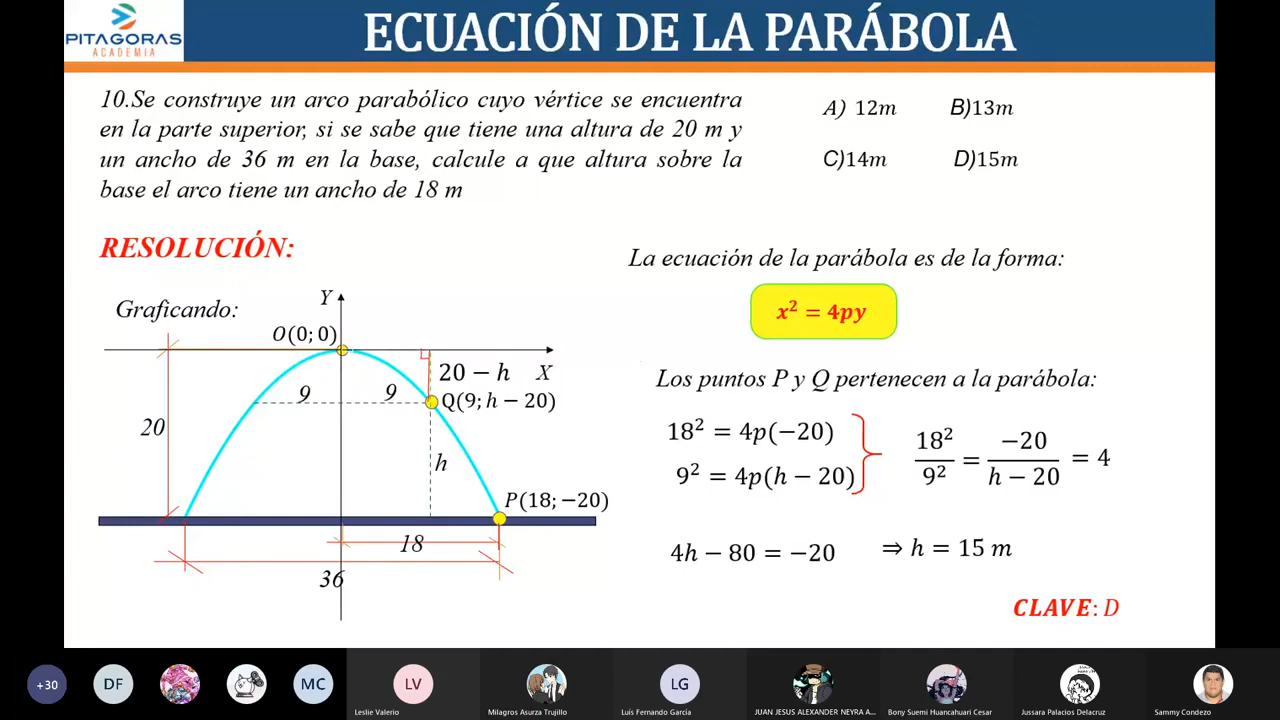 PITAGORAS
ACADEMIA
ECUACIÓN DE LA PARÁBOLA
10.Se construye un arco parabólico cuyo vértice se encuentra
en la parte superior, si se sabe que tiene una altura de 20 m y
un ancho de 36 m en la base, calcule a que altura sobre la
base el arco tiene un ancho de 18 m
A) 12m B)13m
C)14m D)15m
RESOLUCIÓN:
Graficando:
Y
O(0; 0)
20 − h X
9 9 Q(9; h − 20)
20
h
P(18; −20)
18
36
La ecuación de la parábola es de la forma:
x² = 4py
Los puntos P y Q pertenecen a la parábola:
18² = 4p(−20)
9² = 4p(h − 20)
18²/9² = −20/(h − 20) = 4
4h − 80 = −20 ⇒ h = 15 m
CLAVE: D
+30 DF MC LV LG
Leslie Valerio Milagros Asurza Trujillo Luís Fernando García JUAN JESUS ALEXANDER NEYRA A... Bony Suemi Huancahuari Cesar Jussara Palacios Delacruz Sammy Condezo